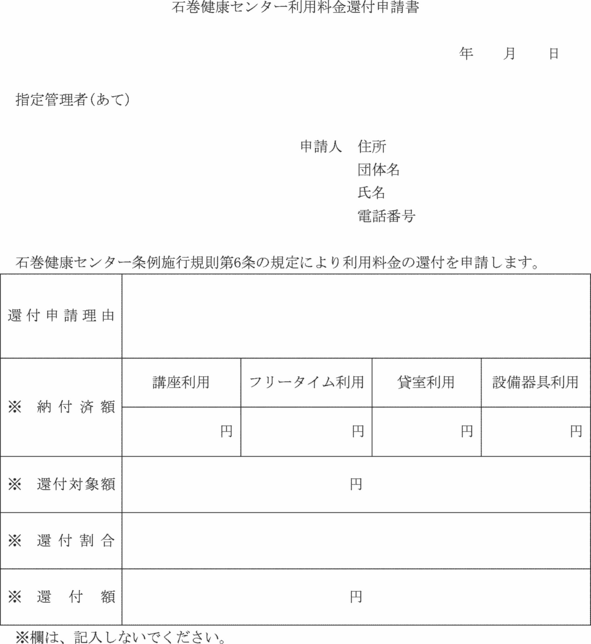 石巻健康センター利用料金還付申請書
年　　月　　日
指定管理者(あて)
申請人　住所
団体名
氏名
電話番号
石巻健康センター条例施行規則第6条の規定により利用料金の還付を申請します。
還付申請理由
※　納付済額
講座利用　フリータイム利用　貸室利用　設備器具利用
円　円　円　円
※　還付対象額　円
※　還付割合
※　還付額　円
※欄は、記入しないでください。